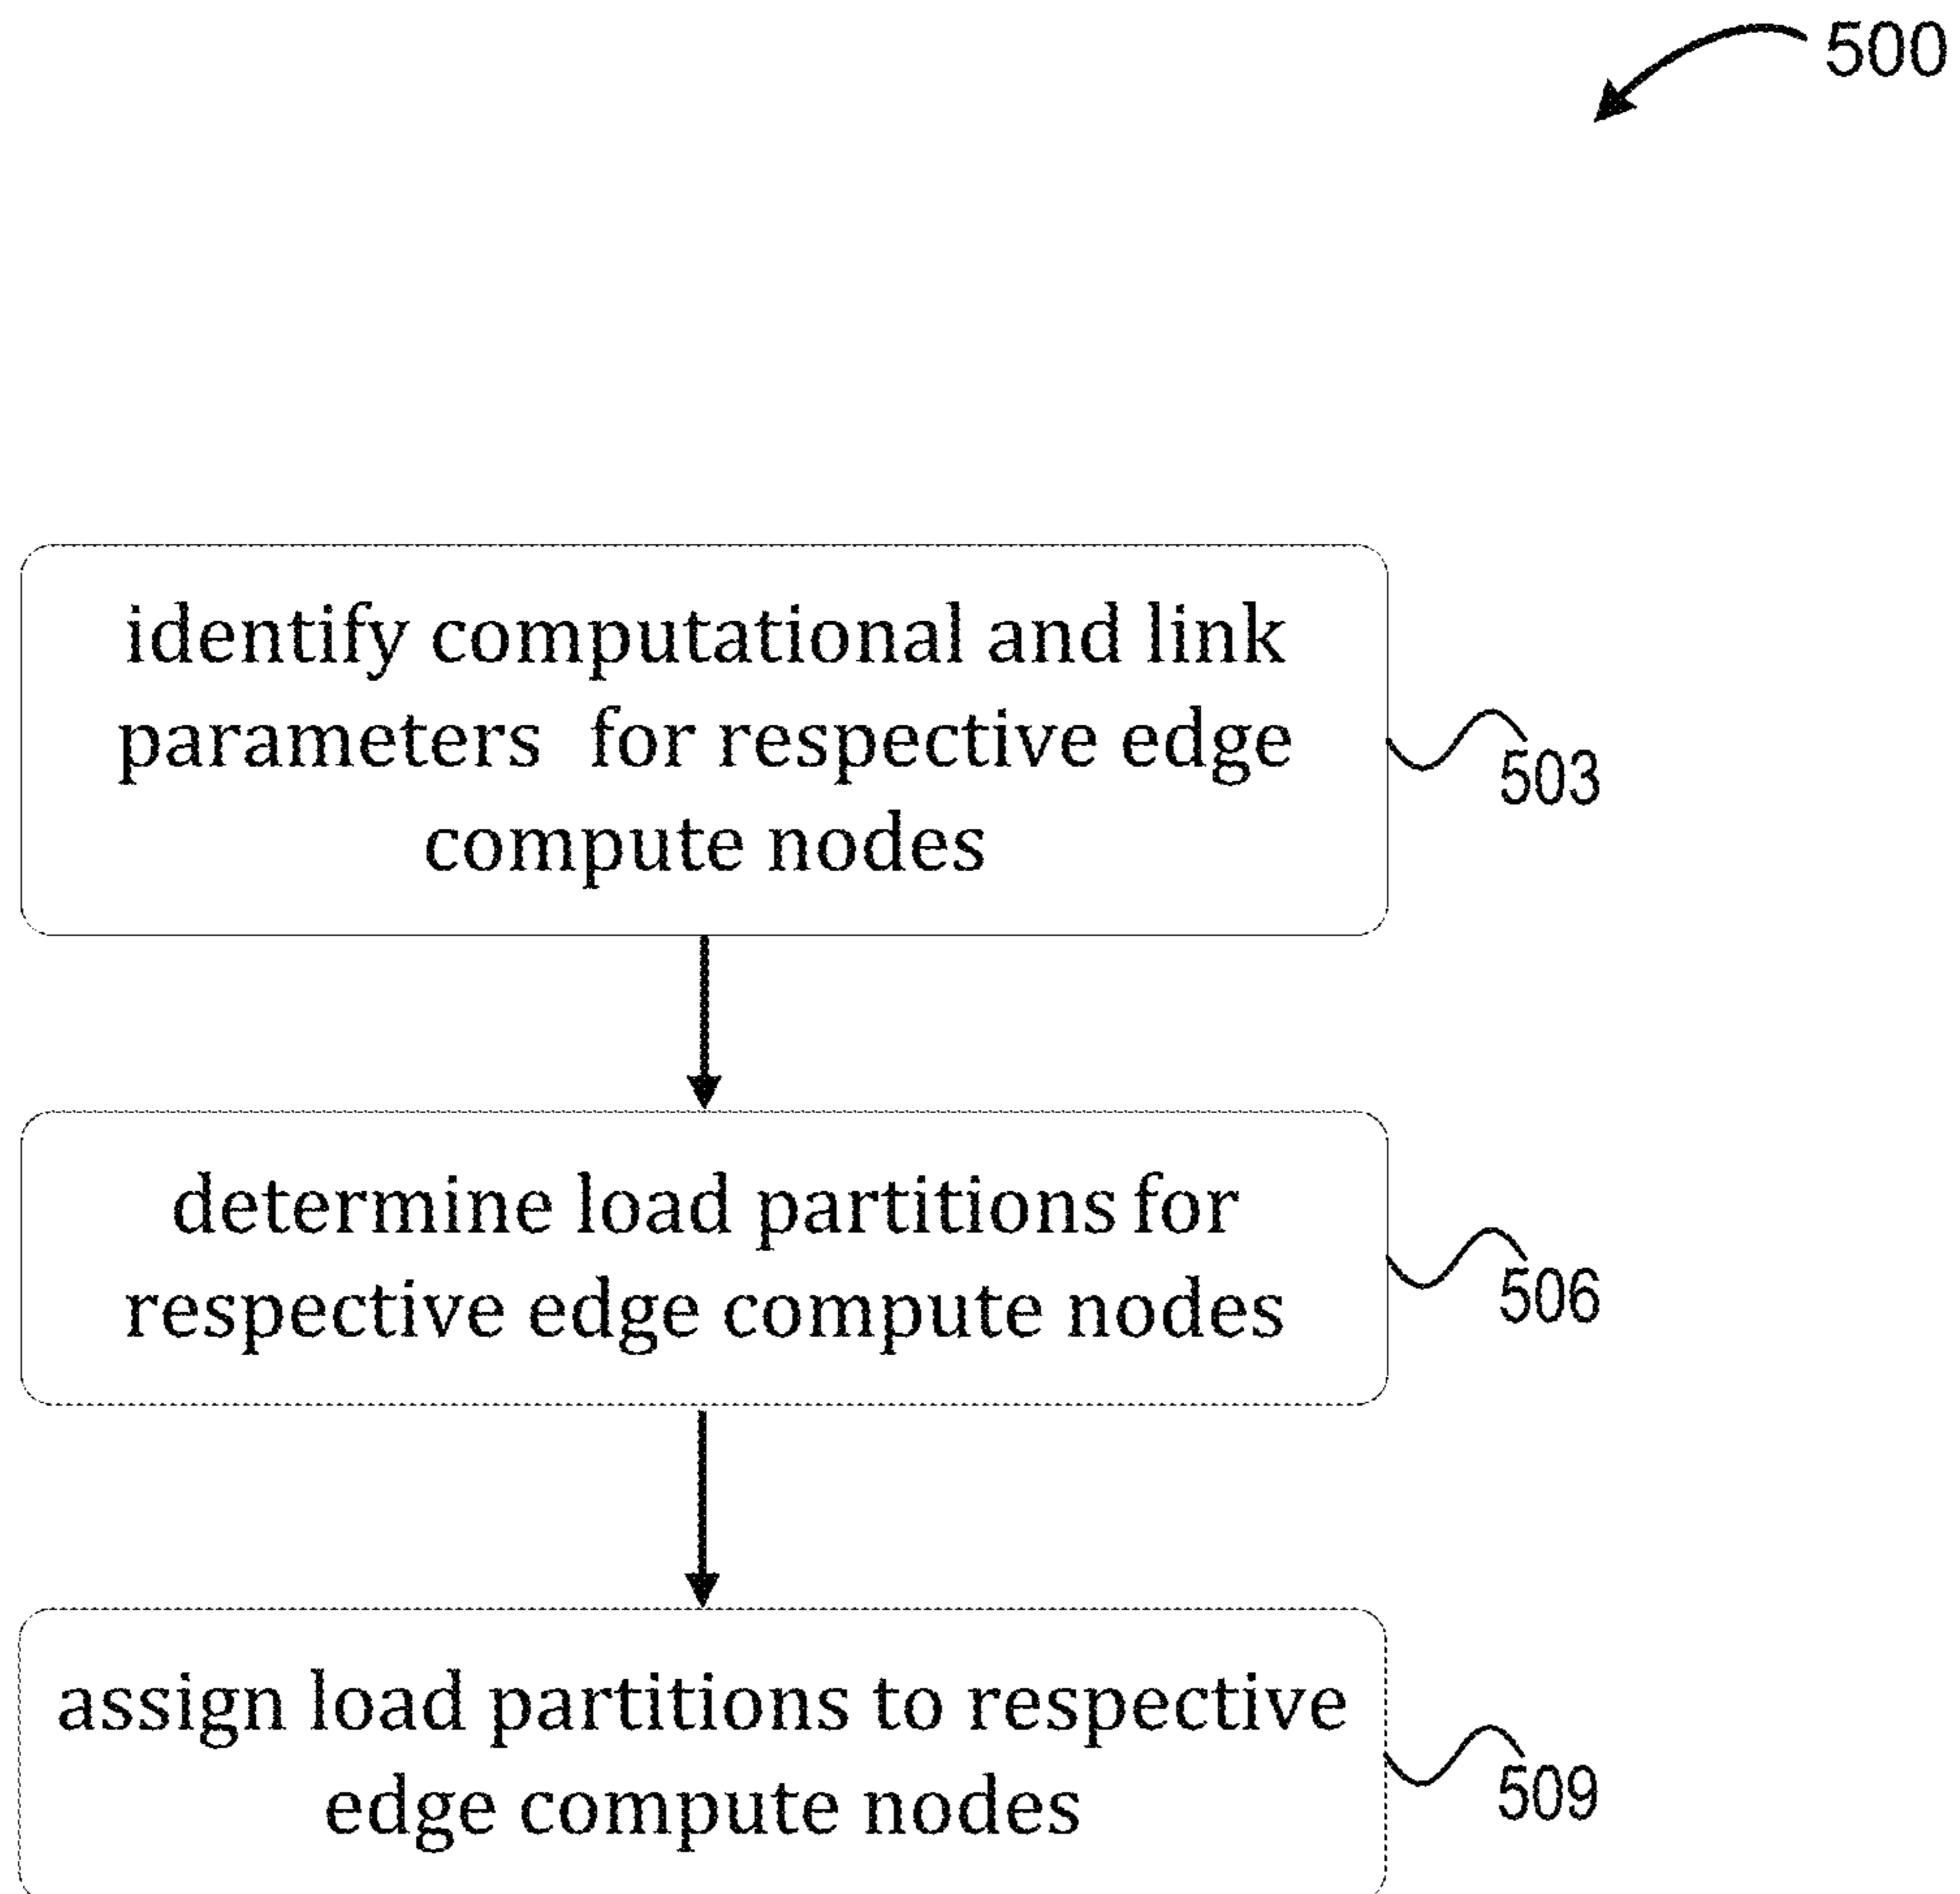 500
identify computational and link
parameters for respective edge
compute nodes
503
determine load partitions for
respective edge compute nodes
506
assign load partitions to respective
edge compute nodes
509